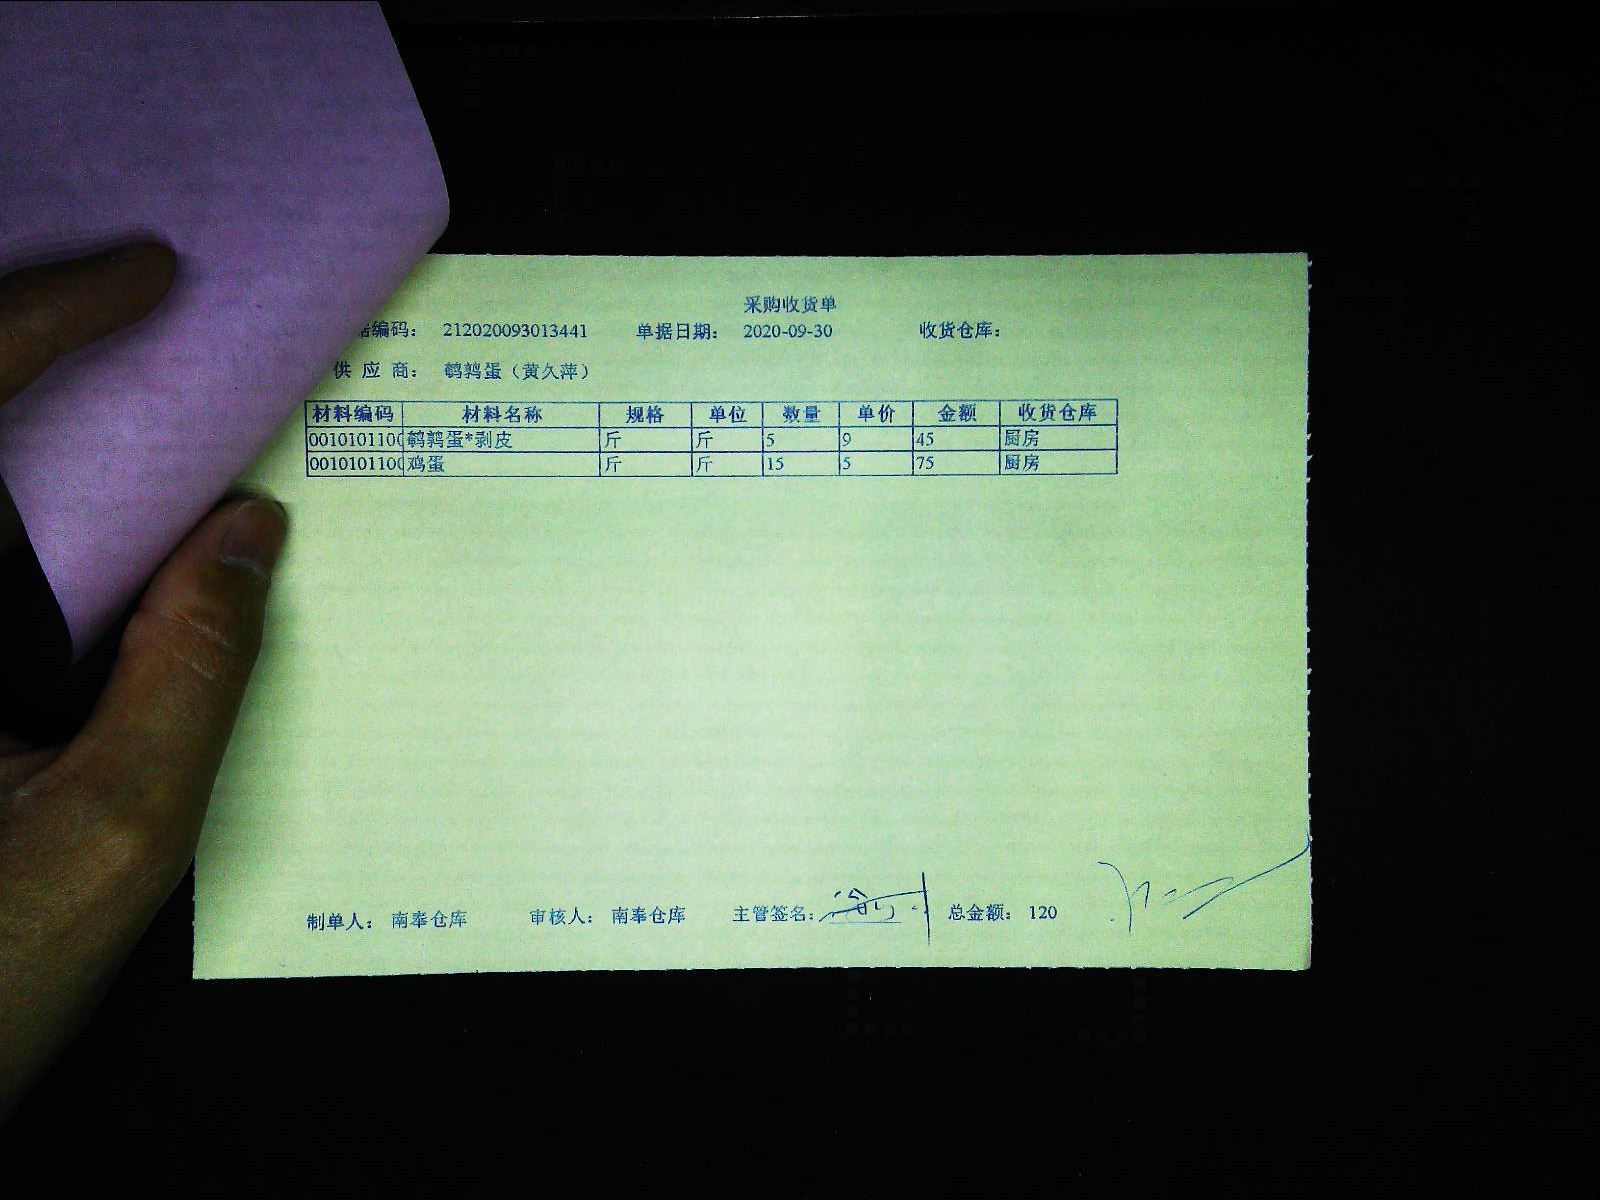 采购收货单
据编码： 212020093013441 单据日期： 2020-09-30 收货仓库：
供 应 商： 鹌鹑蛋（黄久萍）
材料编码 材料名称 规格 单位 数量 单价 金额 收货仓库
0010101100 鹌鹑蛋*剥皮 斤 斤 5 9 45 厨房
0010101100 鸡蛋 斤 斤 15 5 75 厨房
制单人： 南奉仓库 审核人： 南奉仓库 主管签名： 总金额： 120